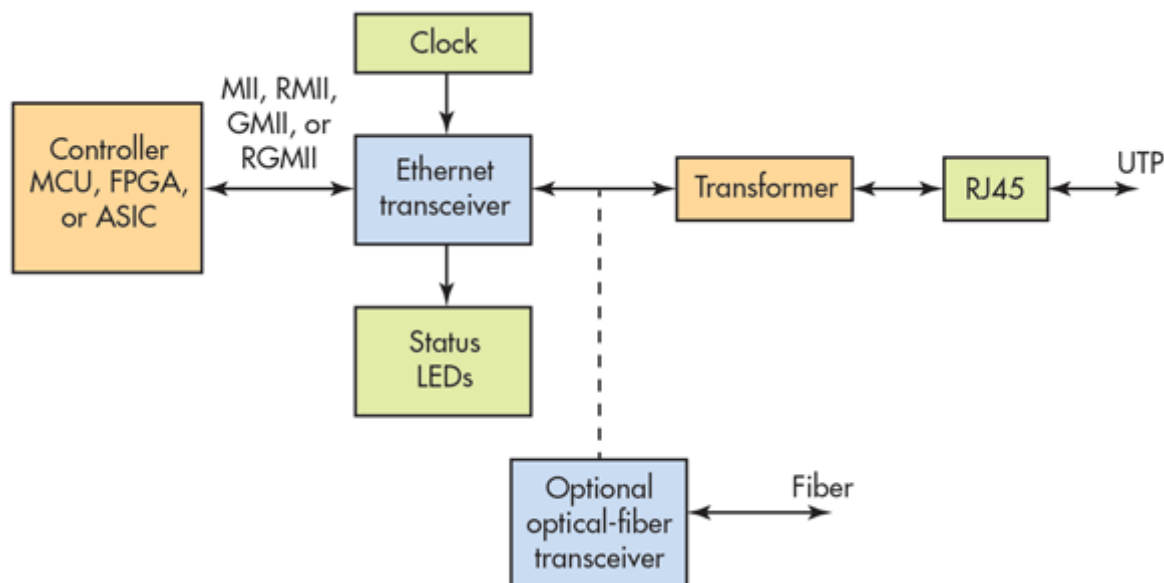 Clock
MII, RMII,
GMII, or
RGMII
Controller
MCU, FPGA,
or ASIC
Ethernet
transceiver
Transformer
RJ45
UTP
Status
LEDs
Optional
optical-fiber
transceiver
Fiber